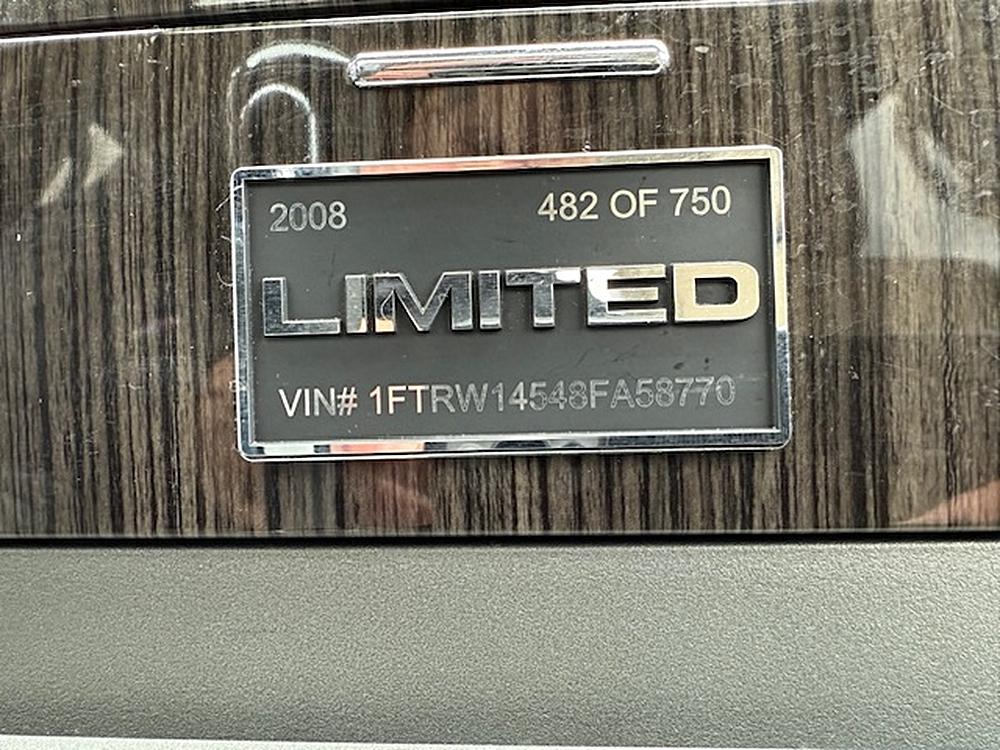 2008 482 OF 750
LIMITED
VIN# 1FTRW14548FA58770